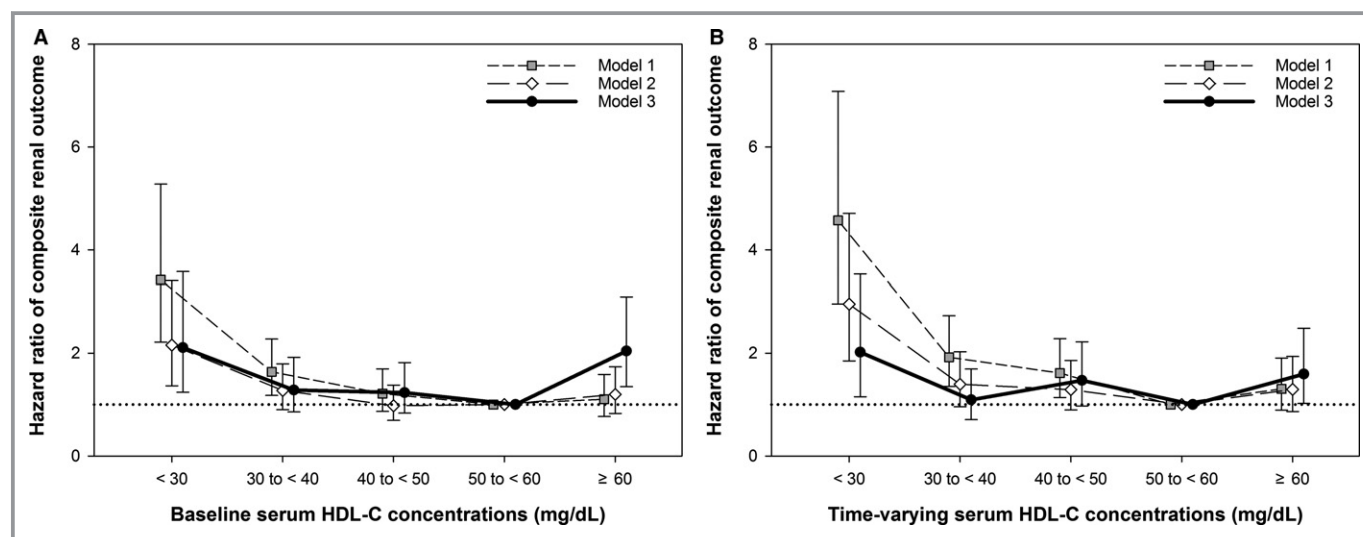 A
Hazard ratio of composite renal outcome
8
6
4
2
0
Model 1
Model 2
Model 3
< 30
30 to < 40
40 to < 50
50 to < 60
≥ 60
Baseline serum HDL-C concentrations (mg/dL)
B
Hazard ratio of composite renal outcome
8
6
4
2
0
Model 1
Model 2
Model 3
< 30
30 to < 40
40 to < 50
50 to < 60
≥ 60
Time-varying serum HDL-C concentrations (mg/dL)